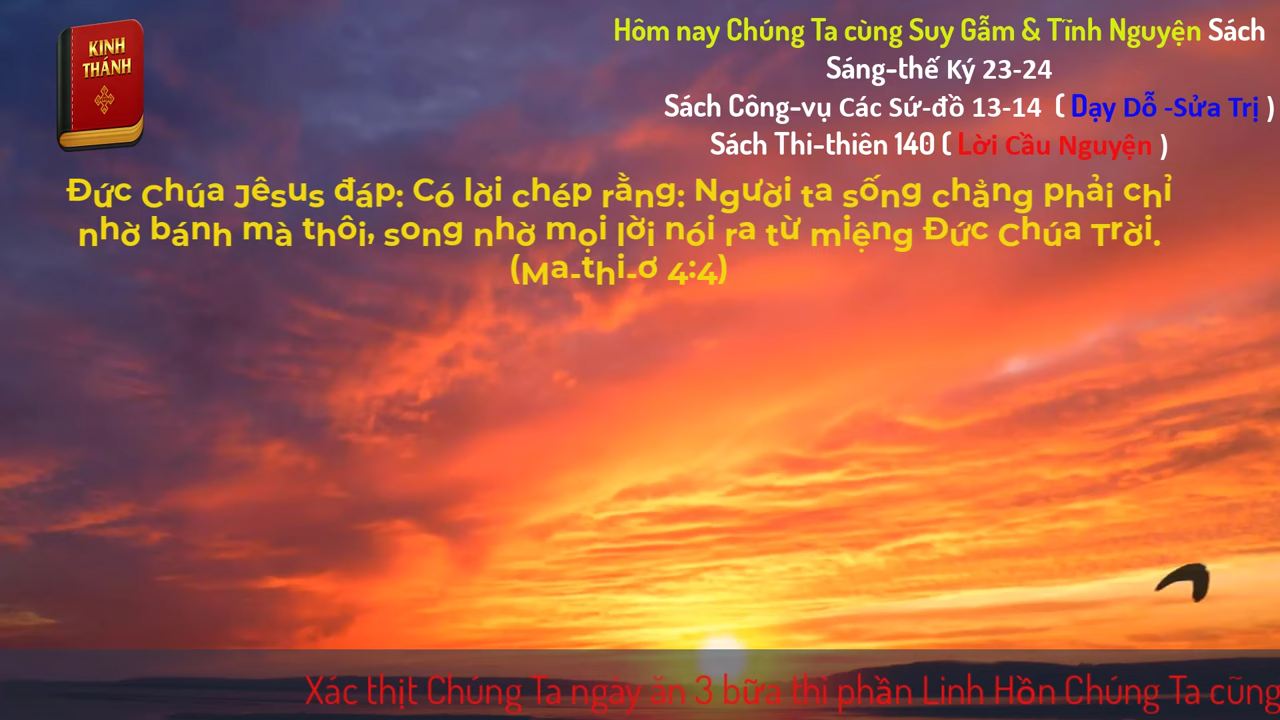 KINH
THÁNH
Hôm nay Chúng Ta cùng Suy Gẫm & Tĩnh Nguyện Sách
Sáng-thế Ký 23-24
Sách Công-vụ Các Sứ-đồ 13-14 ( Dạy Dỗ -Sửa Trị )
Sách Thi-thiên 140 ( Lời Cầu Nguyện )
Đức Chúa Jêsus đáp: Có lời chép rằng: Người ta sống chẳng phải chỉ
nhờ bánh mà thôi, song nhờ mọi lời nói ra từ miệng Đức Chúa Trời.
(Ma-thi-ơ 4:4)
Xác thịt Chúng Ta ngày ăn 3 bữa thì phần Linh Hồn Chúng Ta cũng